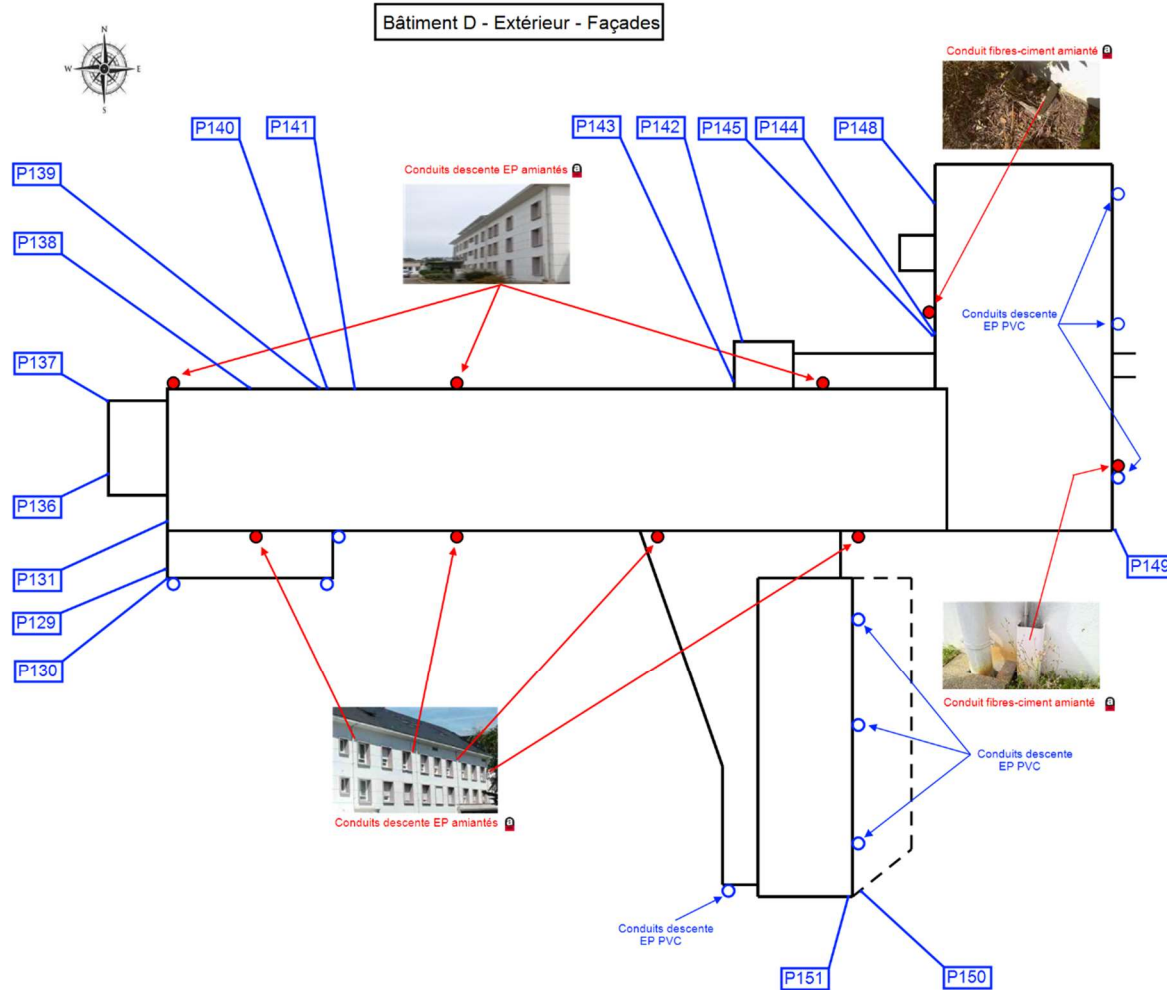 Bâtiment D - Extérieur - Façades
N
W
E
S
Conduit fibres-ciment amianté a
P140
P141
P143
P142
P145
P144
P148
P139
Conduits descente EP amiantés a
P138
Conduits descente
EP PVC
P137
P136
P131
P149
P129
P130
Conduit fibres-ciment amianté a
Conduits descente
EP PVC
Conduits descente EP amiantés a
Conduits descente
EP PVC
P151
P150